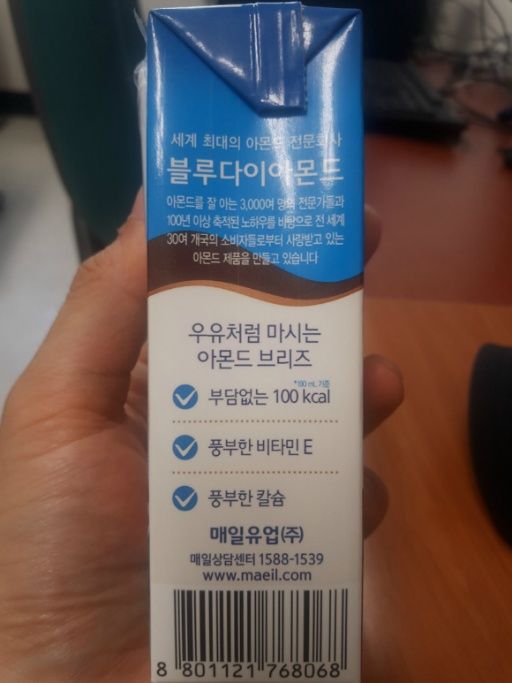 세계 최대의 아몬드 전문회사
블루다이아몬드
아몬드를 잘 아는 3,000여 명의 전문가들과
100년 이상 축적된 노하우를 바탕으로 전 세계
30여 개국의 소비자들로부터 사랑받고 있는
아몬드 제품을 만들고 있습니다
우유처럼 마시는
아몬드 브리즈
*190 mL 기준
부담없는 100 kcal
풍부한 비타민 E
풍부한 칼슘
매일유업(주)
매일상담센터 1588-1539
www.maeil.com
8 801121 768068